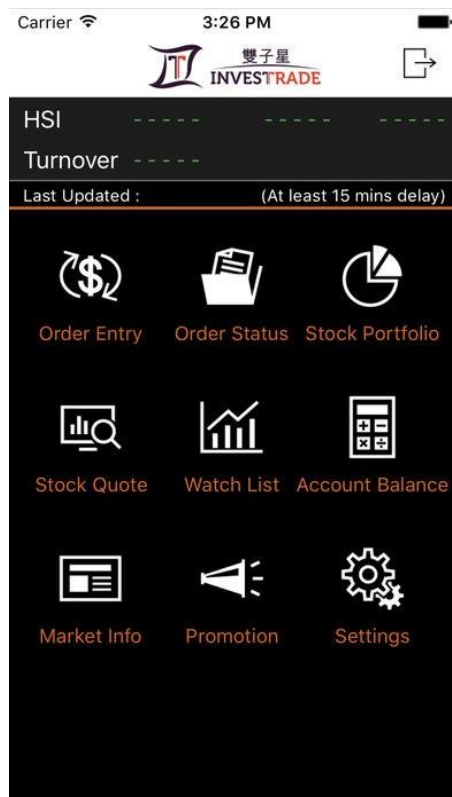 Carrier 3:26 PM
雙子星
INVESTRADE
HSI ----- ----- -----
Turnover -----
Last Updated : (At least 15 mins delay)
Order Entry Order Status Stock Portfolio
Stock Quote Watch List Account Balance
Market Info Promotion Settings